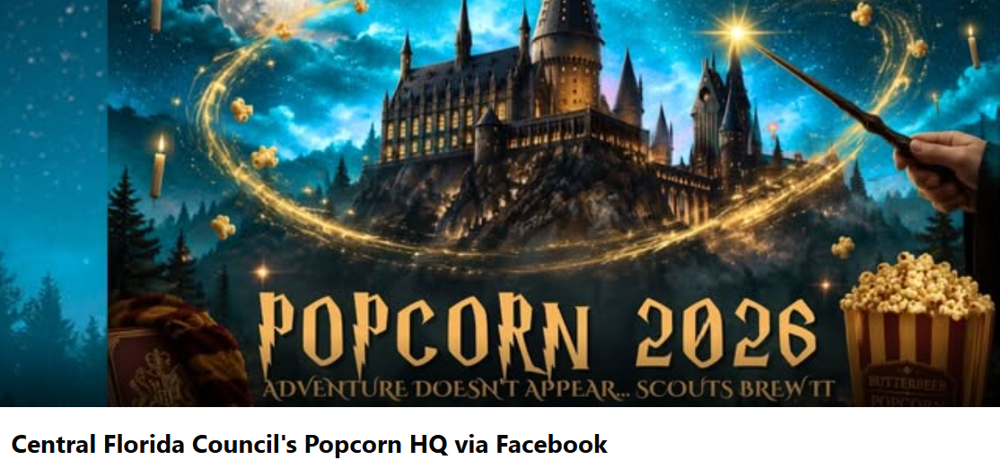 POPCORN 2026
ADVENTURE DOESN'T APPEAR... SCOUTS BREW IT
BUTTERBEER
POPCORN
Central Florida Council's Popcorn HQ via Facebook